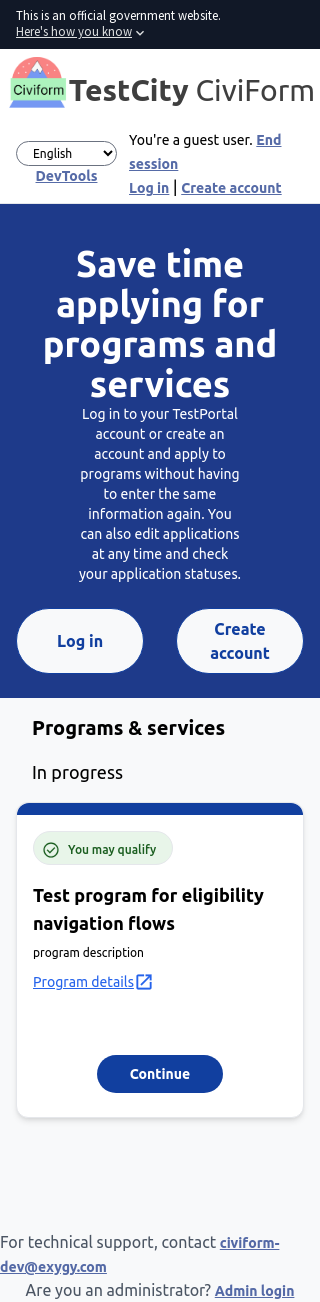 This is an official government website.
Here's how you know
Civiform
TestCity CiviForm
English
DevTools
You're a guest user. End
session
Log in | Create account
Save time
applying for
programs and
services
Log in to your TestPortal
account or create an
account and apply to
programs without having
to enter the same
information again. You
can also edit applications
at any time and check
your application statuses.
Log in
Create
account
Programs & services
In progress
You may qualify
Test program for eligibility
navigation flows
program description
Program details
Continue
For technical support, contact civiform-
dev@exygy.com
Are you an administrator? Admin login